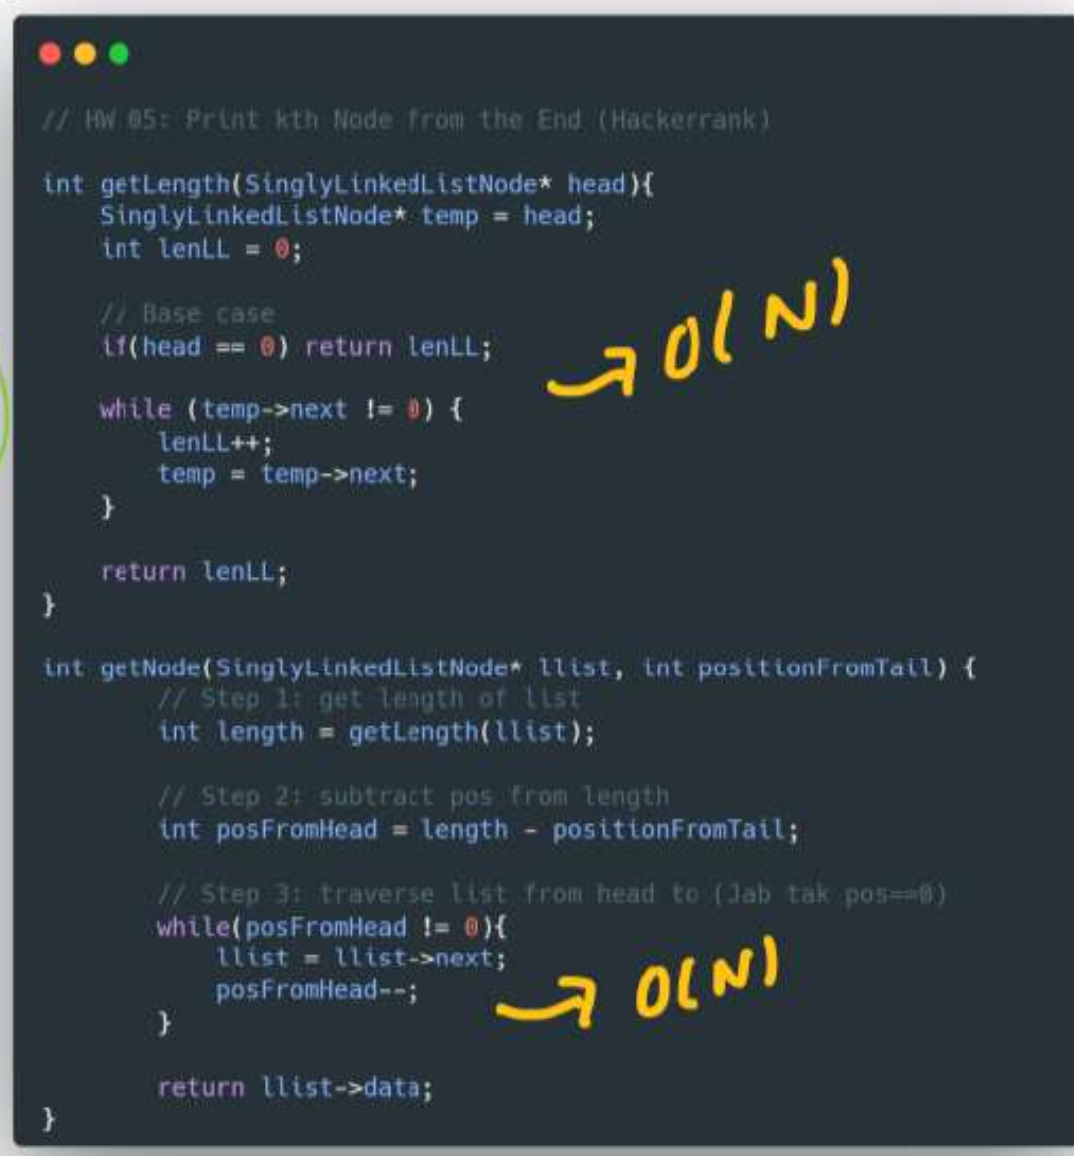 // HW 05: Print kth Node from the End (Hackerrank)
int getLength(SinglyLinkedListNode* head){
    SinglyLinkedListNode* temp = head;
    int lenLL = 0;
    // Base case
    if(head == 0) return lenLL;
→ O(N)
    while (temp->next != 0) {
        lenLL++;
        temp = temp->next;
    }
    return lenLL;
}
int getNode(SinglyLinkedListNode* llist, int positionFromTail) {
        // Step 1: get length of list
        int length = getLength(llist);
        // Step 2: subtract pos from length
        int posFromHead = length - positionFromTail;
        // Step 3: traverse list from head to (Jab tak pos==0)
        while(posFromHead != 0){
            llist = llist->next;
            posFromHead--;
→ O(N)
        }
        return llist->data;
}